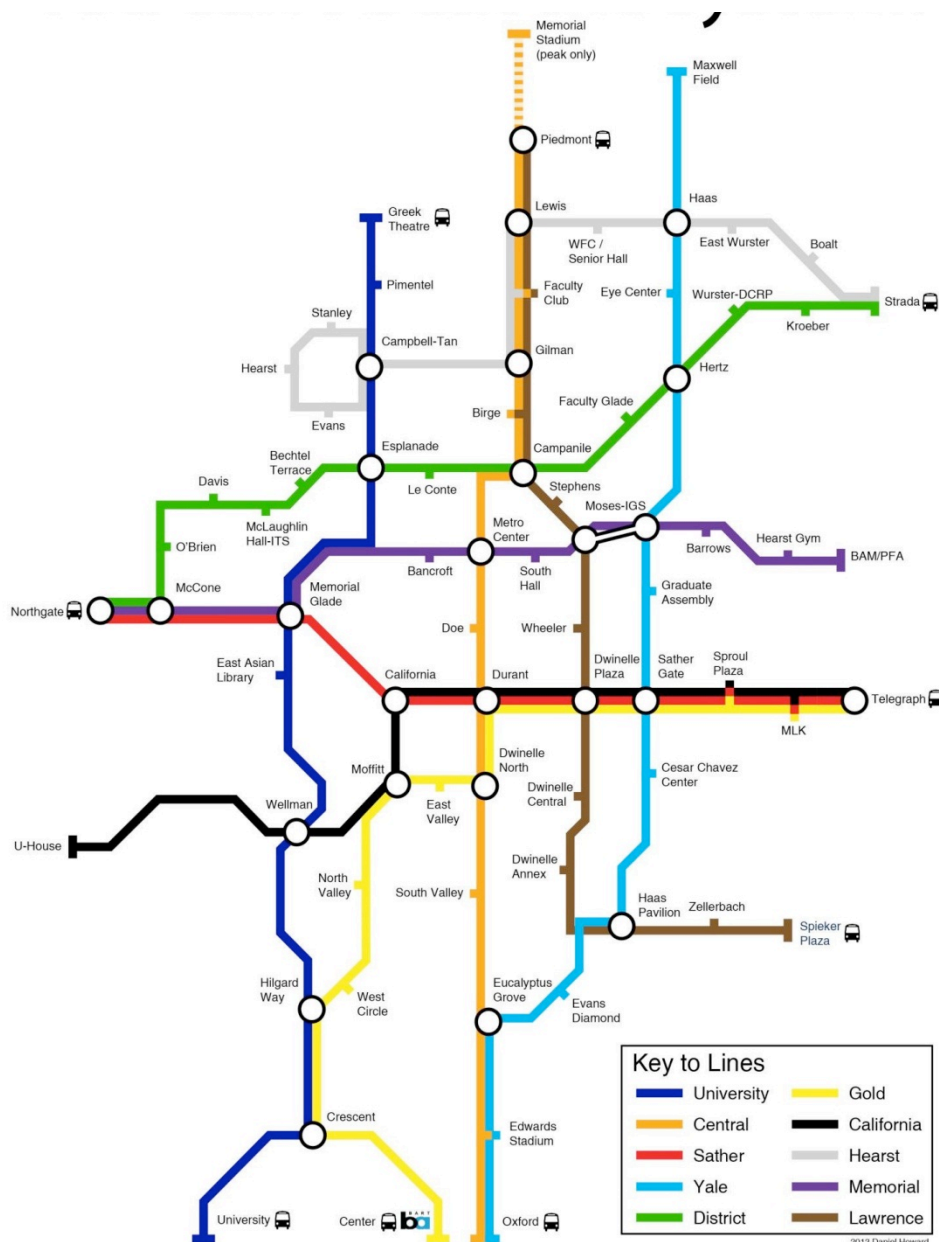 Memorial
Stadium
(peak only)
Maxwell
Field
Piedmont
Greek
Theatre
Lewis
Haas
WFC /
Senior Hall
East Wurster
Boalt
Pimentel
Faculty
Club
Eye Center
Wurster-DCRP
Strada
Stanley
Kroeber
Campbell-Tan
Gilman
Hearst
Hertz
Evans
Birge
Faculty Glade
Esplanade
Campanile
Bechtel
Terrace
Le Conte
Stephens
Davis
Moses-IGS
McLaughlin
Hall-ITS
Metro
Center
O'Brien
Barrows
Hearst Gym
BAM/PFA
Bancroft
South
Hall
McCone
Memorial
Glade
Graduate
Assembly
Northgate
Doe
Wheeler
East Asian
Library
California
Durant
Dwinelle
Plaza
Sather
Gate
Sproul
Plaza
Telegraph
MLK
Moffitt
Dwinelle
North
Cesar Chavez
Center
Wellman
East
Valley
Dwinelle
Central
U-House
Dwinelle
Annex
North
Valley
South Valley
Haas
Pavilion
Zellerbach
Spieker
Plaza
Hilgard
Way
West
Circle
Eucalyptus
Grove
Evans
Diamond
Crescent
Edwards
Stadium
University
Center
BART
ba
Oxford
Key to Lines
University
Gold
Central
California
Sather
Hearst
Yale
Memorial
District
Lawrence
2013 Daniel Howard